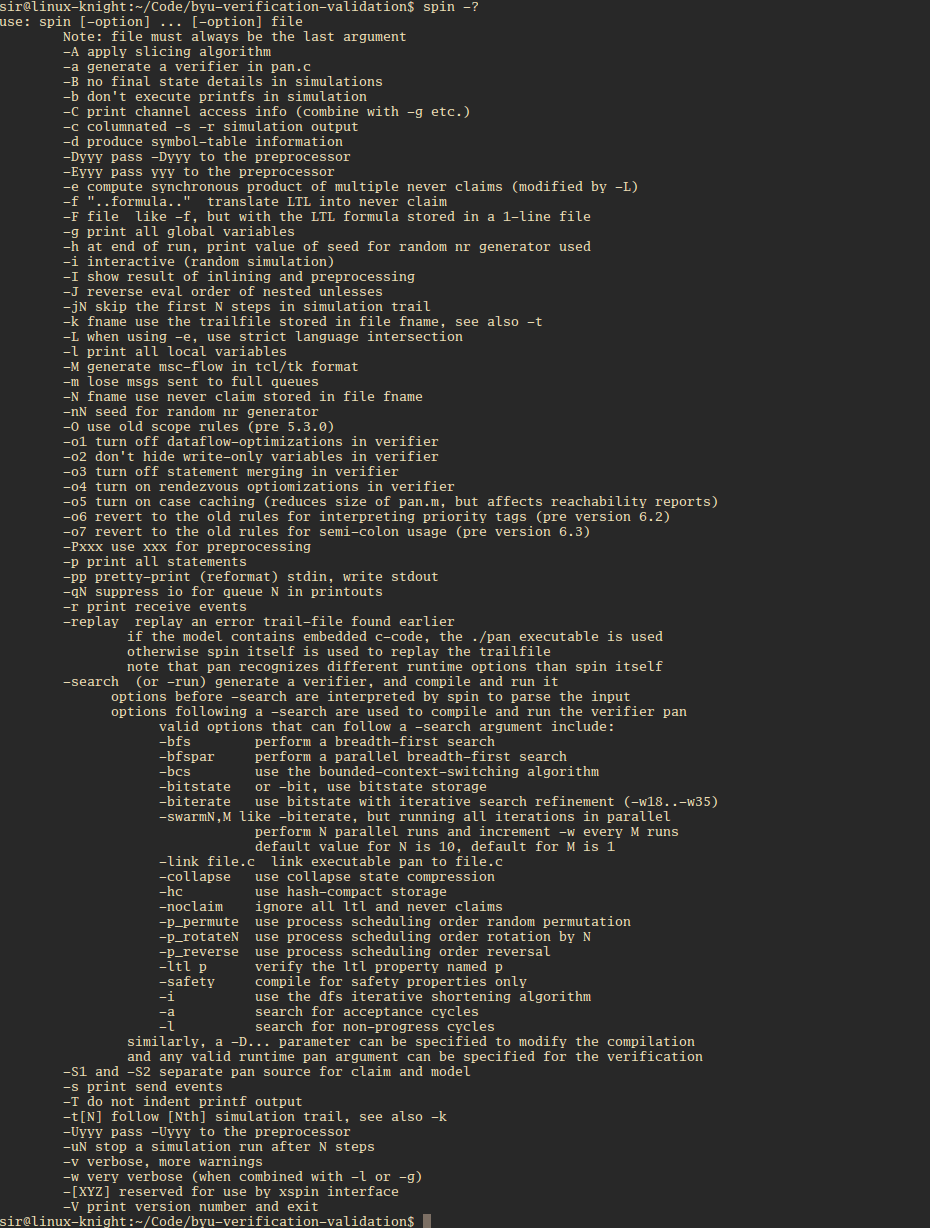 sir@linux-knight:~/Code/byu-verification-validation$ spin -?
use: spin [-option] ... [-option] file
Note: file must always be the last argument
-A apply slicing algorithm
-a generate a verifier in pan.c
-B no final state details in simulations
-b don't execute printfs in simulation
-C print channel access info (combine with -g etc.)
-c columnated -s -r simulation output
-d produce symbol-table information
-Dyyy pass -Dyyy to the preprocessor
-Eyyy pass yyy to the preprocessor
-e compute synchronous product of multiple never claims (modified by -L)
-f "..formula.."  translate LTL into never claim
-F file  like -f, but with the LTL formula stored in a 1-line file
-g print all global variables
-h at end of run, print value of seed for random nr generator used
-i interactive (random simulation)
-I show result of inlining and preprocessing
-J reverse eval order of nested unlesses
-jN skip the first N steps in simulation trail
-k fname use the trailfile stored in file fname, see also -t
-L when using -e, use strict language intersection
-l print all local variables
-M generate msc-flow in tcl/tk format
-m lose msgs sent to full queues
-N fname use never claim stored in file fname
-nN seed for random nr generator
-O use old scope rules (pre 5.3.0)
-o1 turn off dataflow-optimizations in verifier
-o2 don't hide write-only variables in verifier
-o3 turn off statement merging in verifier
-o4 turn on rendezvous optiomizations in verifier
-o5 turn on case caching (reduces size of pan.m, but affects reachability reports)
-o6 revert to the old rules for interpreting priority tags (pre version 6.2)
-o7 revert to the old rules for semi-colon usage (pre version 6.3)
-Pxxx use xxx for preprocessing
-p print all statements
-pp pretty-print (reformat) stdin, write stdout
-qN suppress io for queue N in printouts
-r print receive events
-replay  replay an error trail-file found earlier
if the model contains embedded c-code, the ./pan executable is used
otherwise spin itself is used to replay the trailfile
note that pan recognizes different runtime options than spin itself
-search  (or -run) generate a verifier, and compile and run it
options before -search are interpreted by spin to parse the input
options following a -search are used to compile and run the verifier pan
valid options that can follow a -search argument include:
-bfs        perform a breadth-first search
-bfspar     perform a parallel breadth-first search
-bcs        use the bounded-context-switching algorithm
-bitstate   or -bit, use bitstate storage
-biterate   use bitstate with iterative search refinement (-w18..-w35)
-swarmN,M like -biterate, but running all iterations in parallel
perform N parallel runs and increment -w every M runs
default value for N is 10, default for M is 1
-link file.c  link executable pan to file.c
-collapse   use collapse state compression
-hc         use hash-compact storage
-noclaim    ignore all ltl and never claims
-p_permute  use process scheduling order random permutation
-p_rotateN  use process scheduling order rotation by N
-p_reverse  use process scheduling order reversal
-ltl p      verify the ltl property named p
-safety     compile for safety properties only
-i          use the dfs iterative shortening algorithm
-a          search for acceptance cycles
-l          search for non-progress cycles
similarly, a -D... parameter can be specified to modify the compilation
and any valid runtime pan argument can be specified for the verification
-S1 and -S2 separate pan source for claim and model
-s print send events
-T do not indent printf output
-t[N] follow [Nth] simulation trail, see also -k
-Uyyy pass -Uyyy to the preprocessor
-uN stop a simulation run after N steps
-v verbose, more warnings
-w very verbose (when combined with -l or -g)
-[XYZ] reserved for use by xspin interface
-V print version number and exit
sir@linux-knight:~/Code/byu-verification-validation$